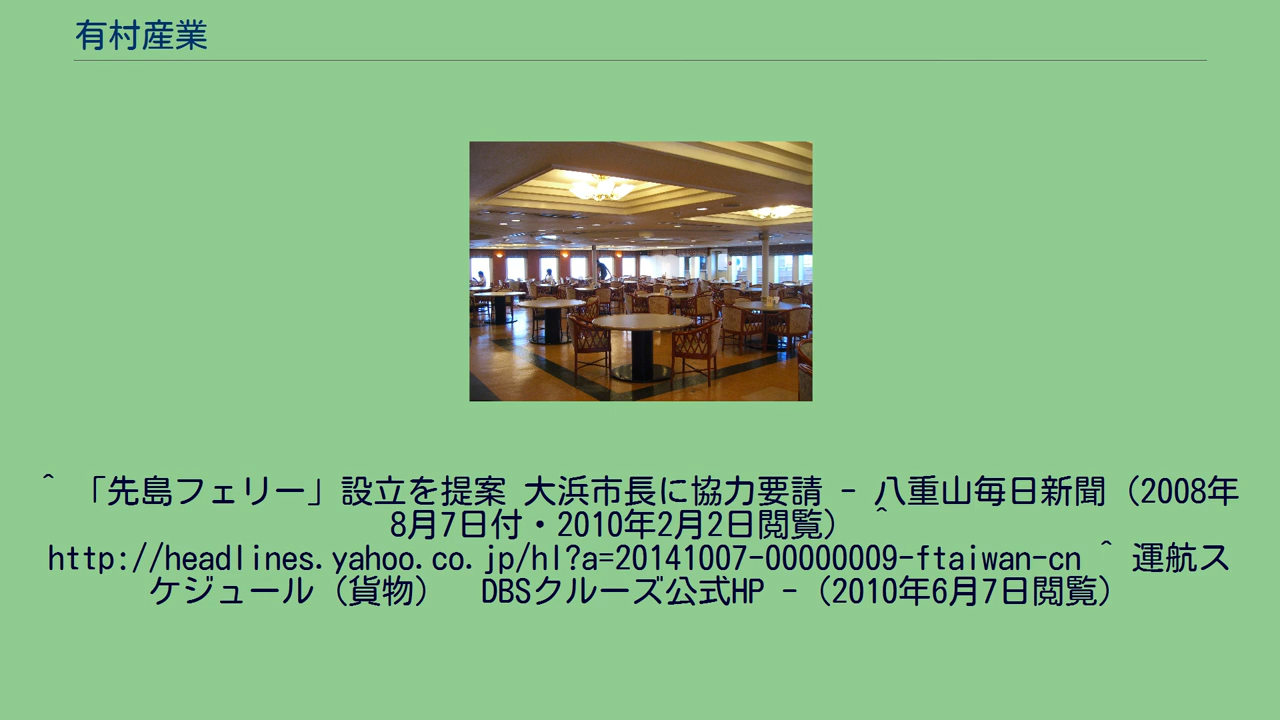 有村産業
^ 「先島フェリー」設立を提案 大浜市長に協力要請 - 八重山毎日新聞（2008年
8月7日付・2010年2月2日閲覧） ^
http://headlines.yahoo.co.jp/hl?a=20141007-00000009-ftaiwan-cn ^ 運航ス
ケジュール（貨物） DBSクルーズ公式HP -（2010年6月7日閲覧）